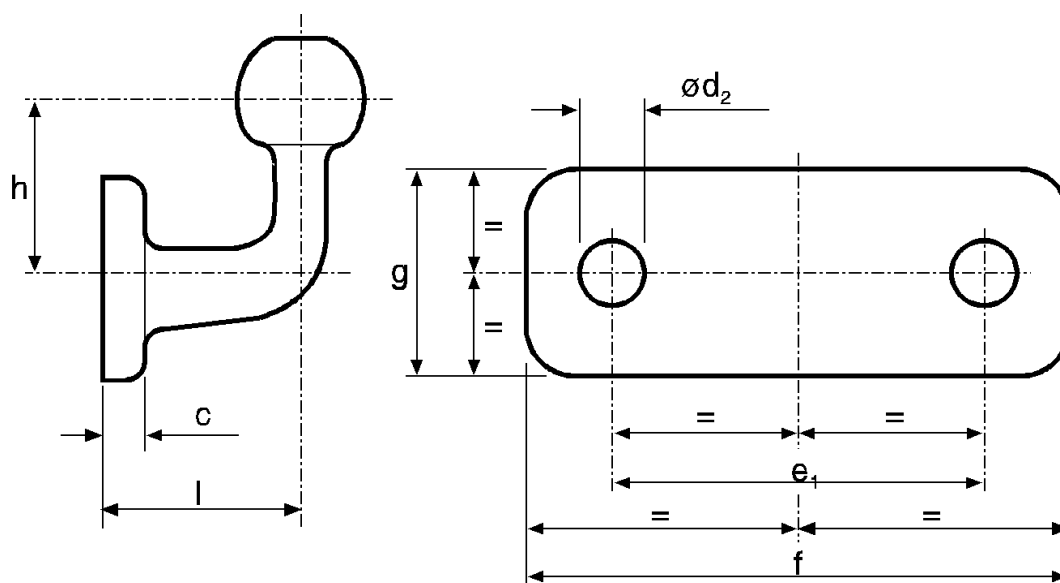 ød₂
h
g
=
=
c
l
=
=
e₁
=
=
f